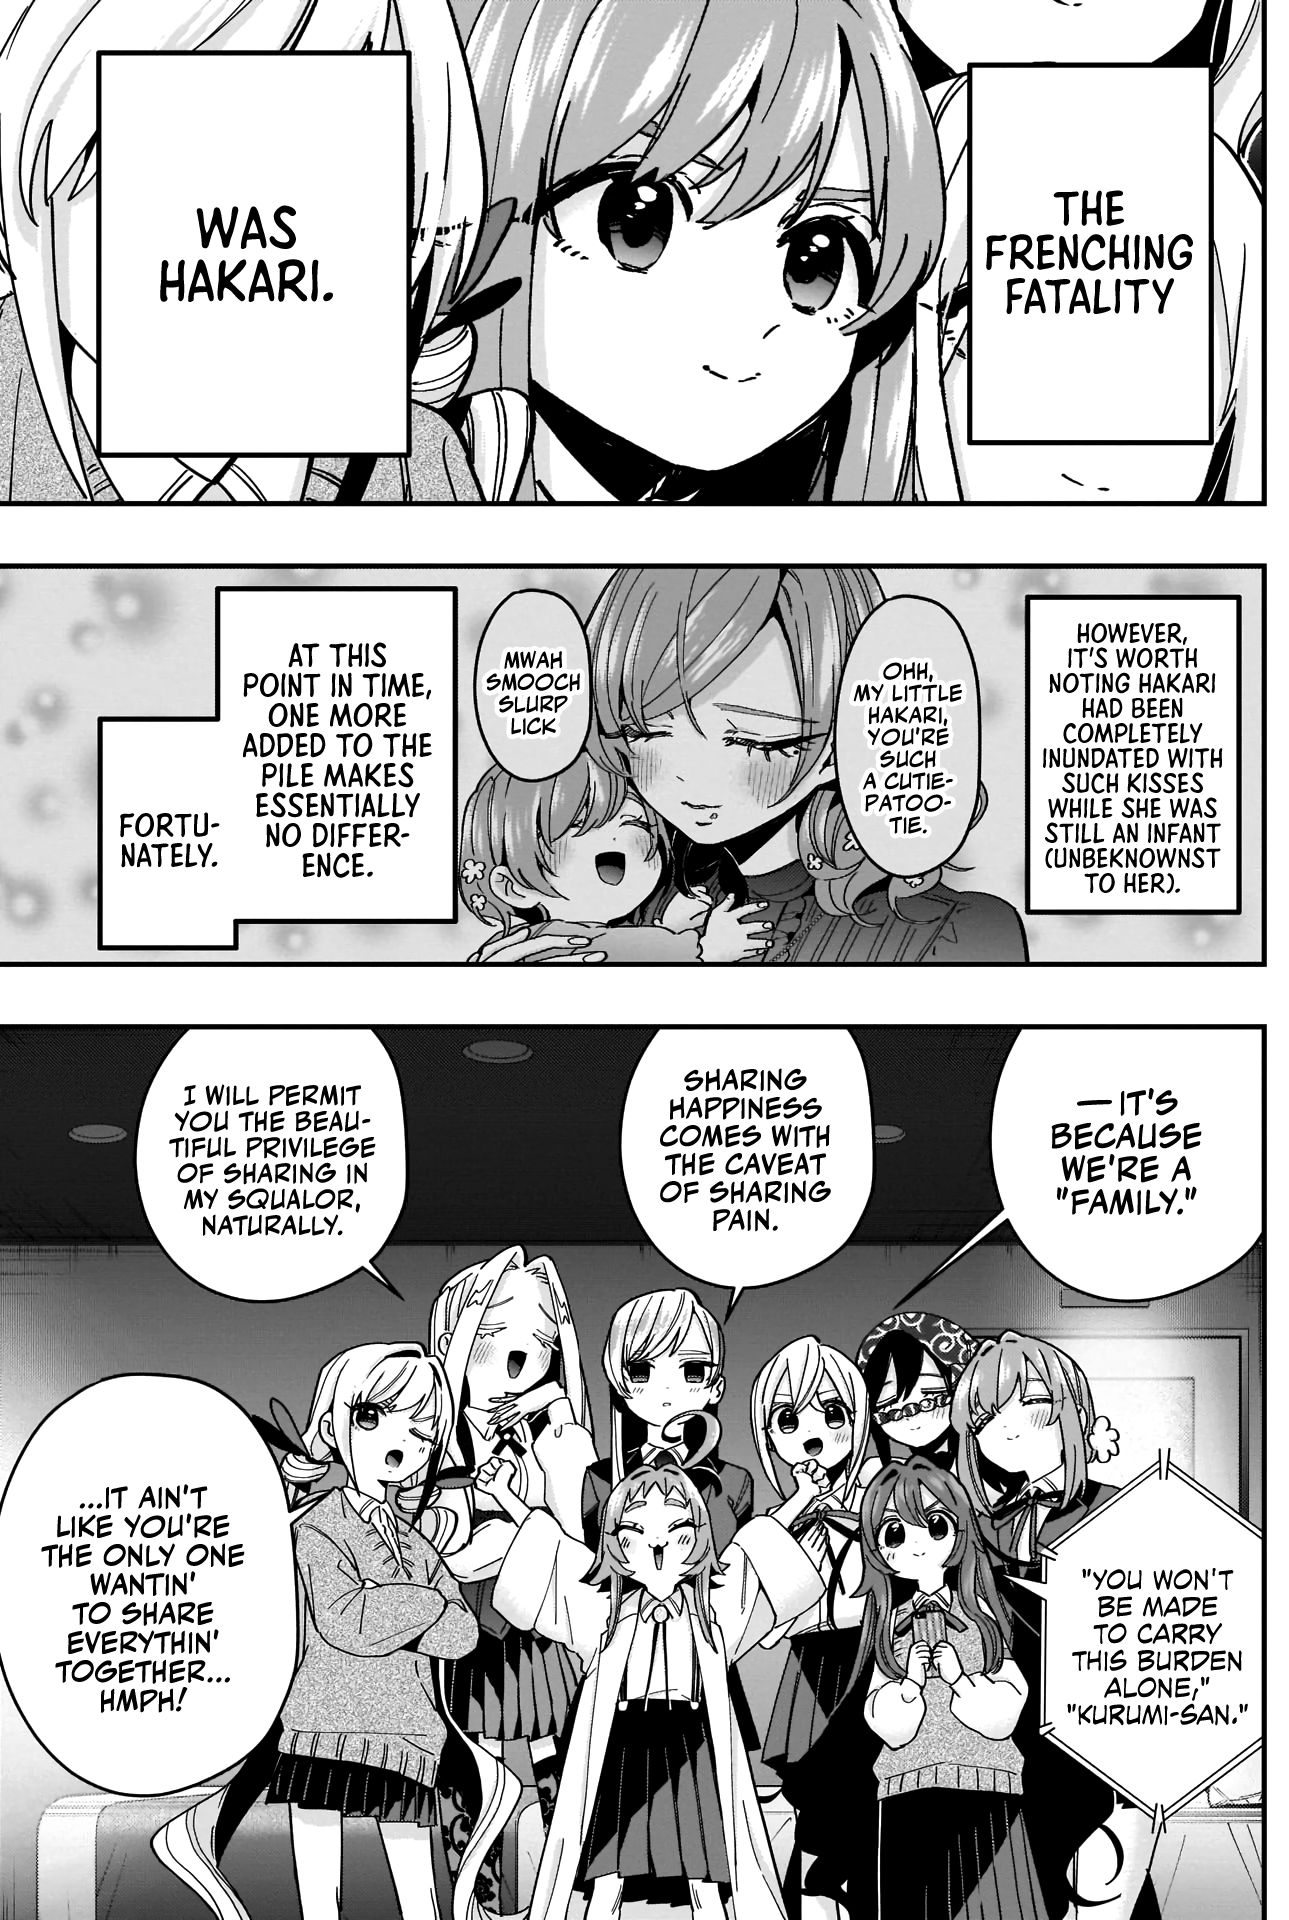 THE
FRENCHING
FATALITY
WAS
HAKARI.
HOWEVER,
IT'S WORTH
NOTING HAKARI
HAD BEEN
COMPLETELY
INUNDATED WITH
SUCH KISSES
WHILE SHE WAS
STILL AN INFANT
(UNBEKNOWNST
TO HER).
OHH,
MY LITTLE
HAKARI,
YOU'RE
SUCH
A CUTIE-
PATOO-
TIE.
MWAH
SMOOCH
SLURP
LICK
AT THIS
POINT IN TIME,
ONE MORE
ADDED TO THE
PILE MAKES
ESSENTIALLY
NO DIFFER-
ENCE.
FORTU-
NATELY.
—IT'S
BECAUSE
WE'RE A
"FAMILY."
SHARING
HAPPINESS
COMES WITH
THE CAVEAT
OF SHARING
PAIN.
I WILL PERMIT
YOU THE BEAU-
TIFUL PRIVILEGE
OF SHARING IN
MY SQUALOR,
NATURALLY.
"YOU WON'T
BE MADE
TO CARRY
THIS BURDEN
ALONE,"
"KURUMI-SAN."
...IT AIN'T
LIKE YOU'RE
THE ONLY ONE
WANTIN'
TO SHARE
EVERYTHIN'
TOGETHER...
HMPH!